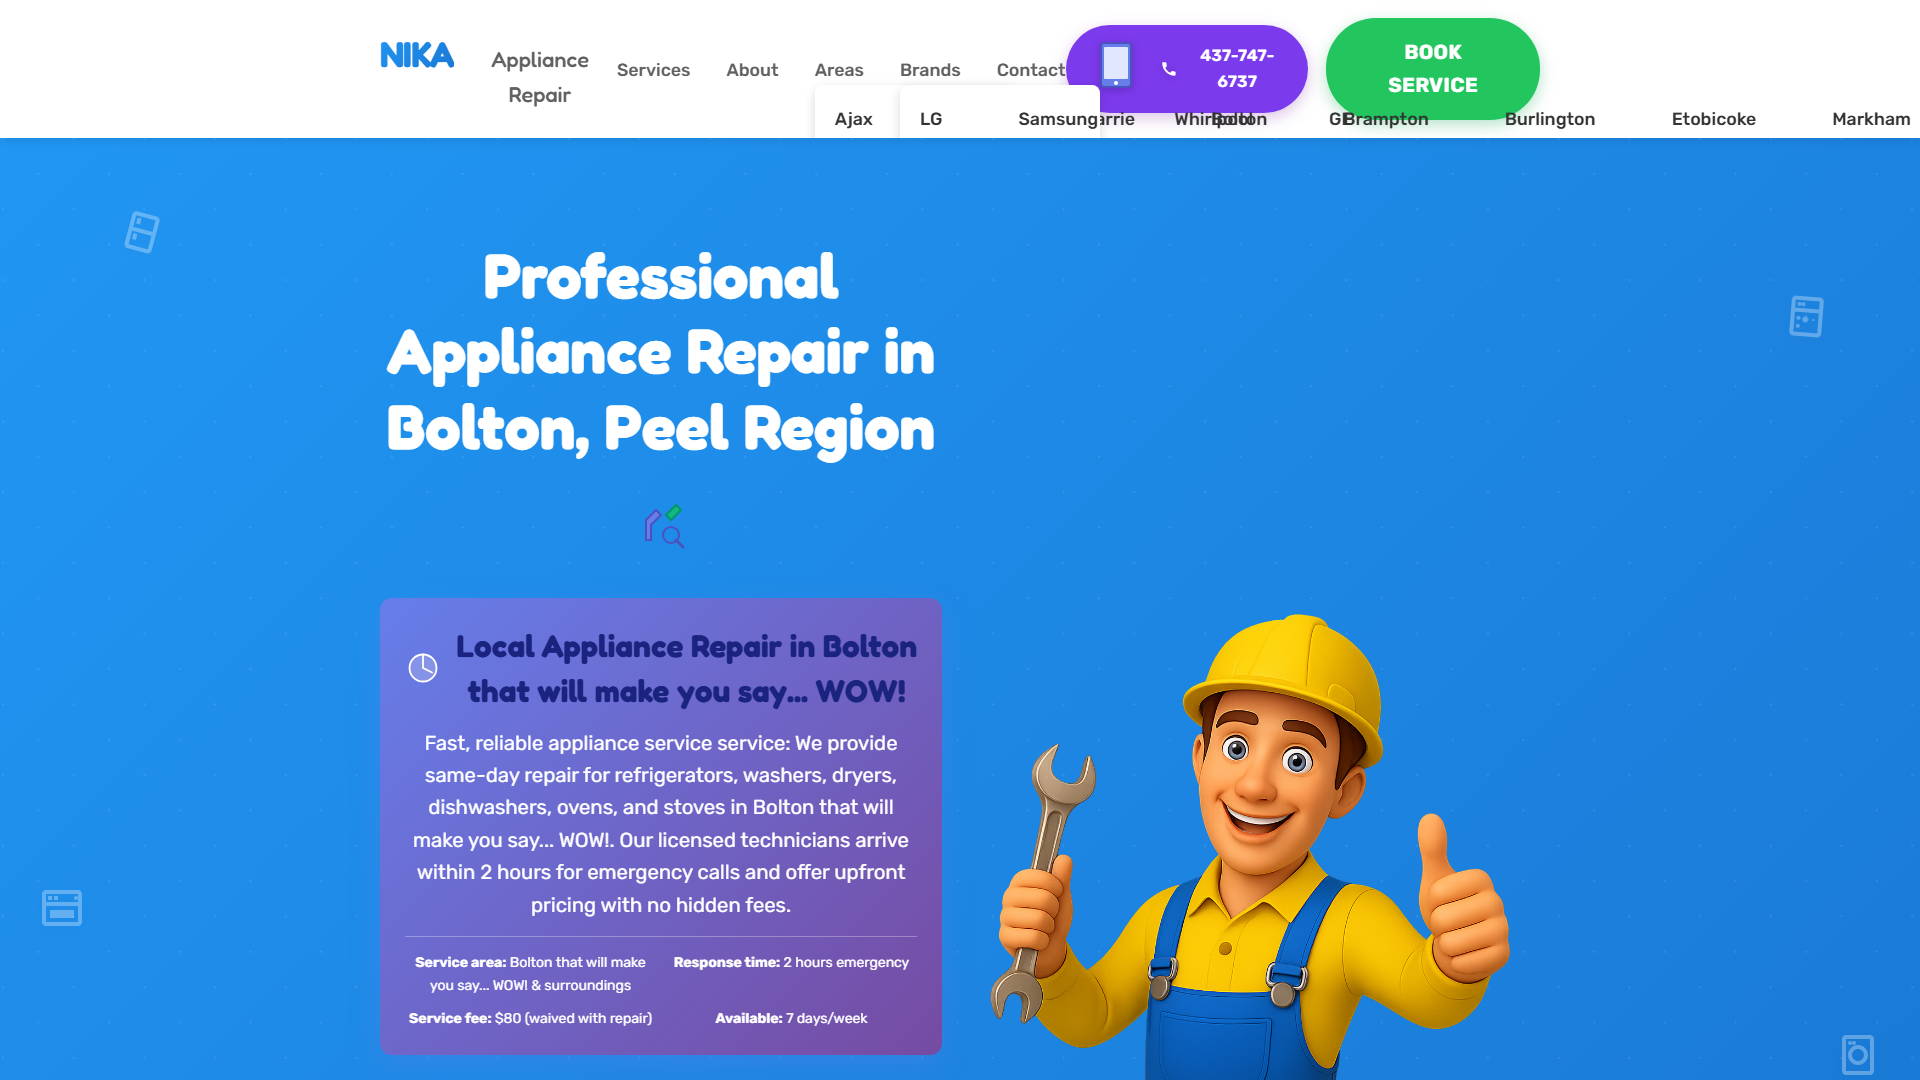 NIKA
Appliance
Repair
Services
About
Areas
Brands
Contact
437-747-
6737
BOOK
SERVICE
Ajax
LG
Samsung
Whirlpool
Bolton
GE
Brampton
Burlington
Etobicoke
Markham
Professional
Appliance Repair in
Bolton, Peel Region
Local Appliance Repair in Bolton
that will make you say... WOW!
Fast, reliable appliance service service: We provide
same-day repair for refrigerators, washers, dryers,
dishwashers, ovens, and stoves in Bolton that will
make you say... WOW!. Our licensed technicians arrive
within 2 hours for emergency calls and offer upfront
pricing with no hidden fees.
Service area: Bolton that will make
you say... WOW! & surroundings
Response time: 2 hours emergency
Service fee: $80 (waived with repair)
Available: 7 days/week